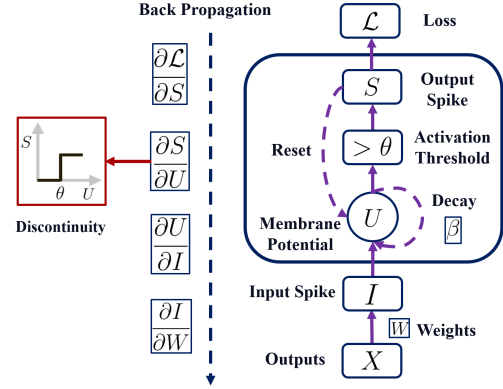 Back Propagation
∂ℒ/∂S
∂S/∂U
∂U/∂I
∂I/∂W
S
θ U
Discontinuity
ℒ Loss
S Output
Spike
> θ Activation
Threshold
Reset
U
Membrane
Potential
Decay
β
Input Spike I
W Weights
Outputs X